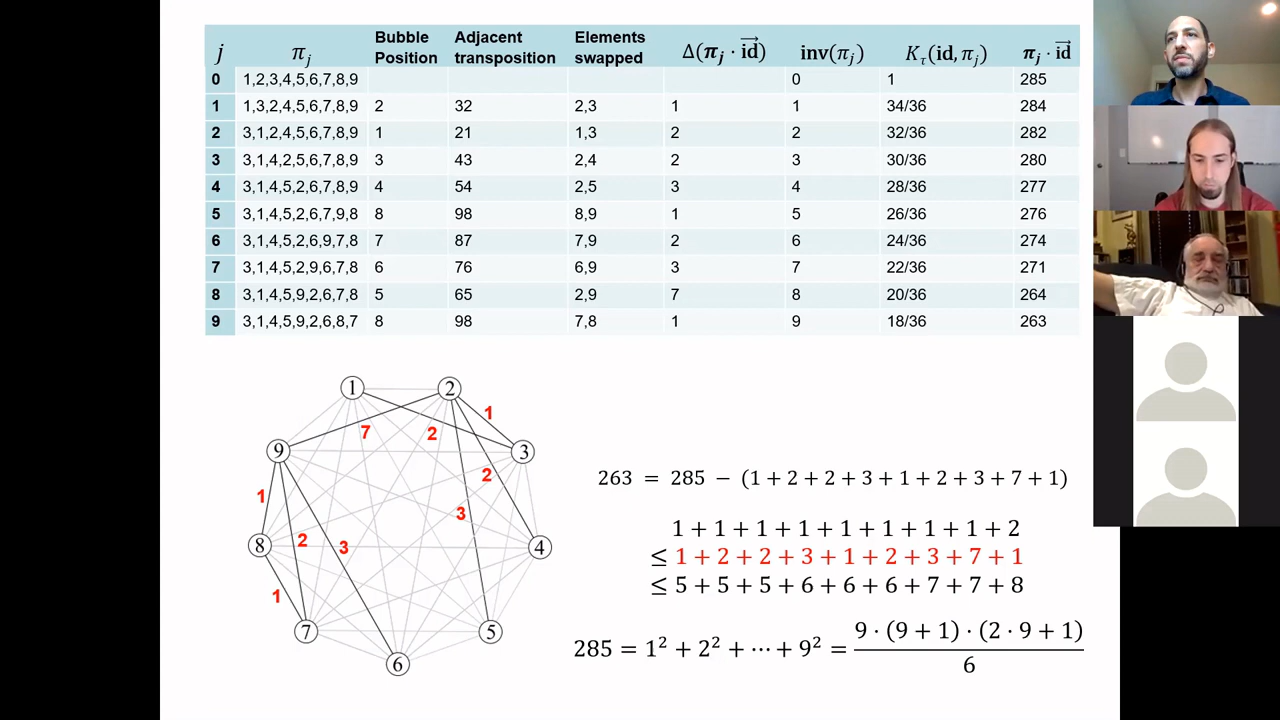 j π_j Bubble Position Adjacent transposition Elements swapped Δ(π_j · id⃗) inv(π_j) K_τ(id, π_j) π_j · id⃗
0 1,2,3,4,5,6,7,8,9 0 1 285
1 1,3,2,4,5,6,7,8,9 2 32 2,3 1 1 34/36 284
2 3,1,2,4,5,6,7,8,9 1 21 1,3 2 2 32/36 282
3 3,1,4,2,5,6,7,8,9 3 43 2,4 2 3 30/36 280
4 3,1,4,5,2,6,7,8,9 4 54 2,5 3 4 28/36 277
5 3,1,4,5,2,6,7,9,8 8 98 8,9 1 5 26/36 276
6 3,1,4,5,2,6,9,7,8 7 87 7,9 2 6 24/36 274
7 3,1,4,5,2,9,6,7,8 6 76 6,9 3 7 22/36 271
8 3,1,4,5,9,2,6,7,8 5 65 2,9 7 8 20/36 264
9 3,1,4,5,9,2,6,8,7 8 98 7,8 1 9 18/36 263
1 2
1
7 2
9 3
2
1 3
8 2 3 4
1
7 5
6
263 = 285 − (1 + 2 + 2 + 3 + 1 + 2 + 3 + 7 + 1)
1 + 1 + 1 + 1 + 1 + 1 + 1 + 1 + 2
≤ 1 + 2 + 2 + 3 + 1 + 2 + 3 + 7 + 1
≤ 5 + 5 + 5 + 6 + 6 + 6 + 7 + 7 + 8
285 = 1² + 2² + ⋯ + 9² = 9 · (9 + 1) · (2 · 9 + 1) / 6